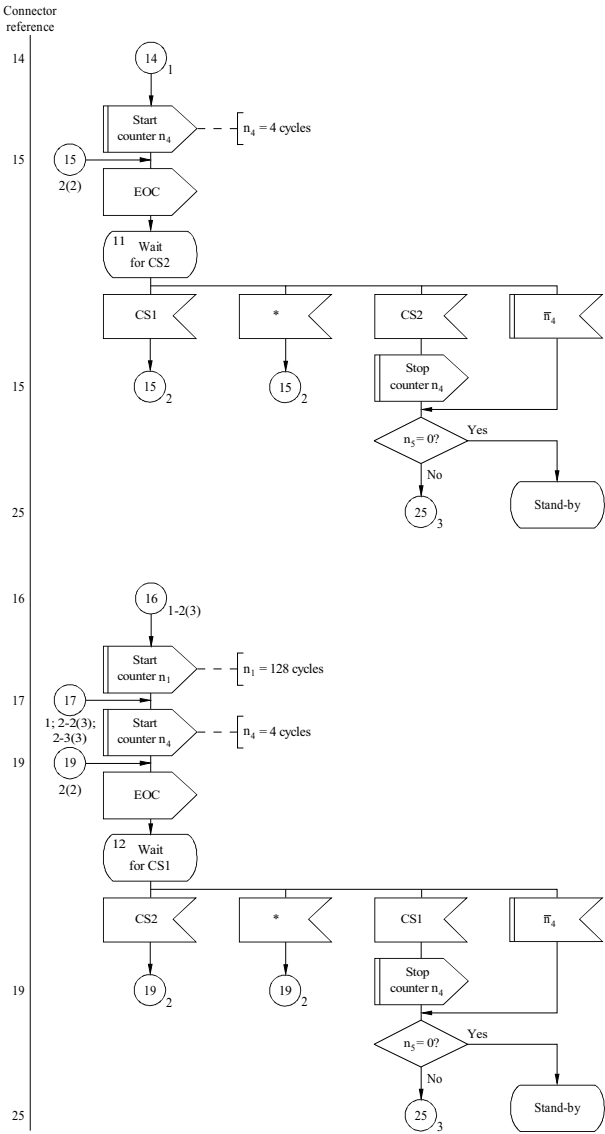 Connector
reference
14
14
1
Start
counter n4
n4 = 4 cycles
15
15
2(2)
EOC
11
Wait
for CS2
CS1
*
CS2
n̅4
15
15
2
15
2
Stop
counter n4
n5 = 0?
Yes
No
25
25
3
Stand-by
16
16
1-2(3)
Start
counter n1
n1 = 128 cycles
17
17
1; 2-2(3);
2-3(3)
Start
counter n4
n4 = 4 cycles
19
19
2(2)
EOC
12
Wait
for CS1
CS2
*
CS1
n̅4
19
19
2
19
2
Stop
counter n4
n5 = 0?
Yes
No
25
25
3
Stand-by